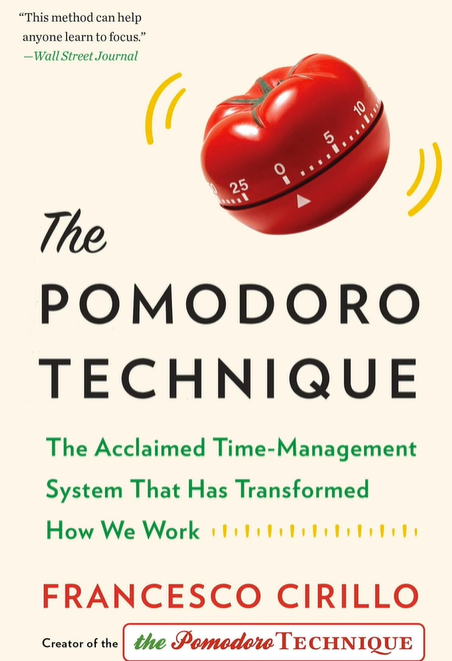 “This method can help
anyone learn to focus.”
—Wall Street Journal
0 25 0 5 10
The
POMODORO
TECHNIQUE
The Acclaimed Time-Management
System That Has Transformed
How We Work
FRANCESCO CIRILLO
Creator of the the Pomodoro TECHNIQUE